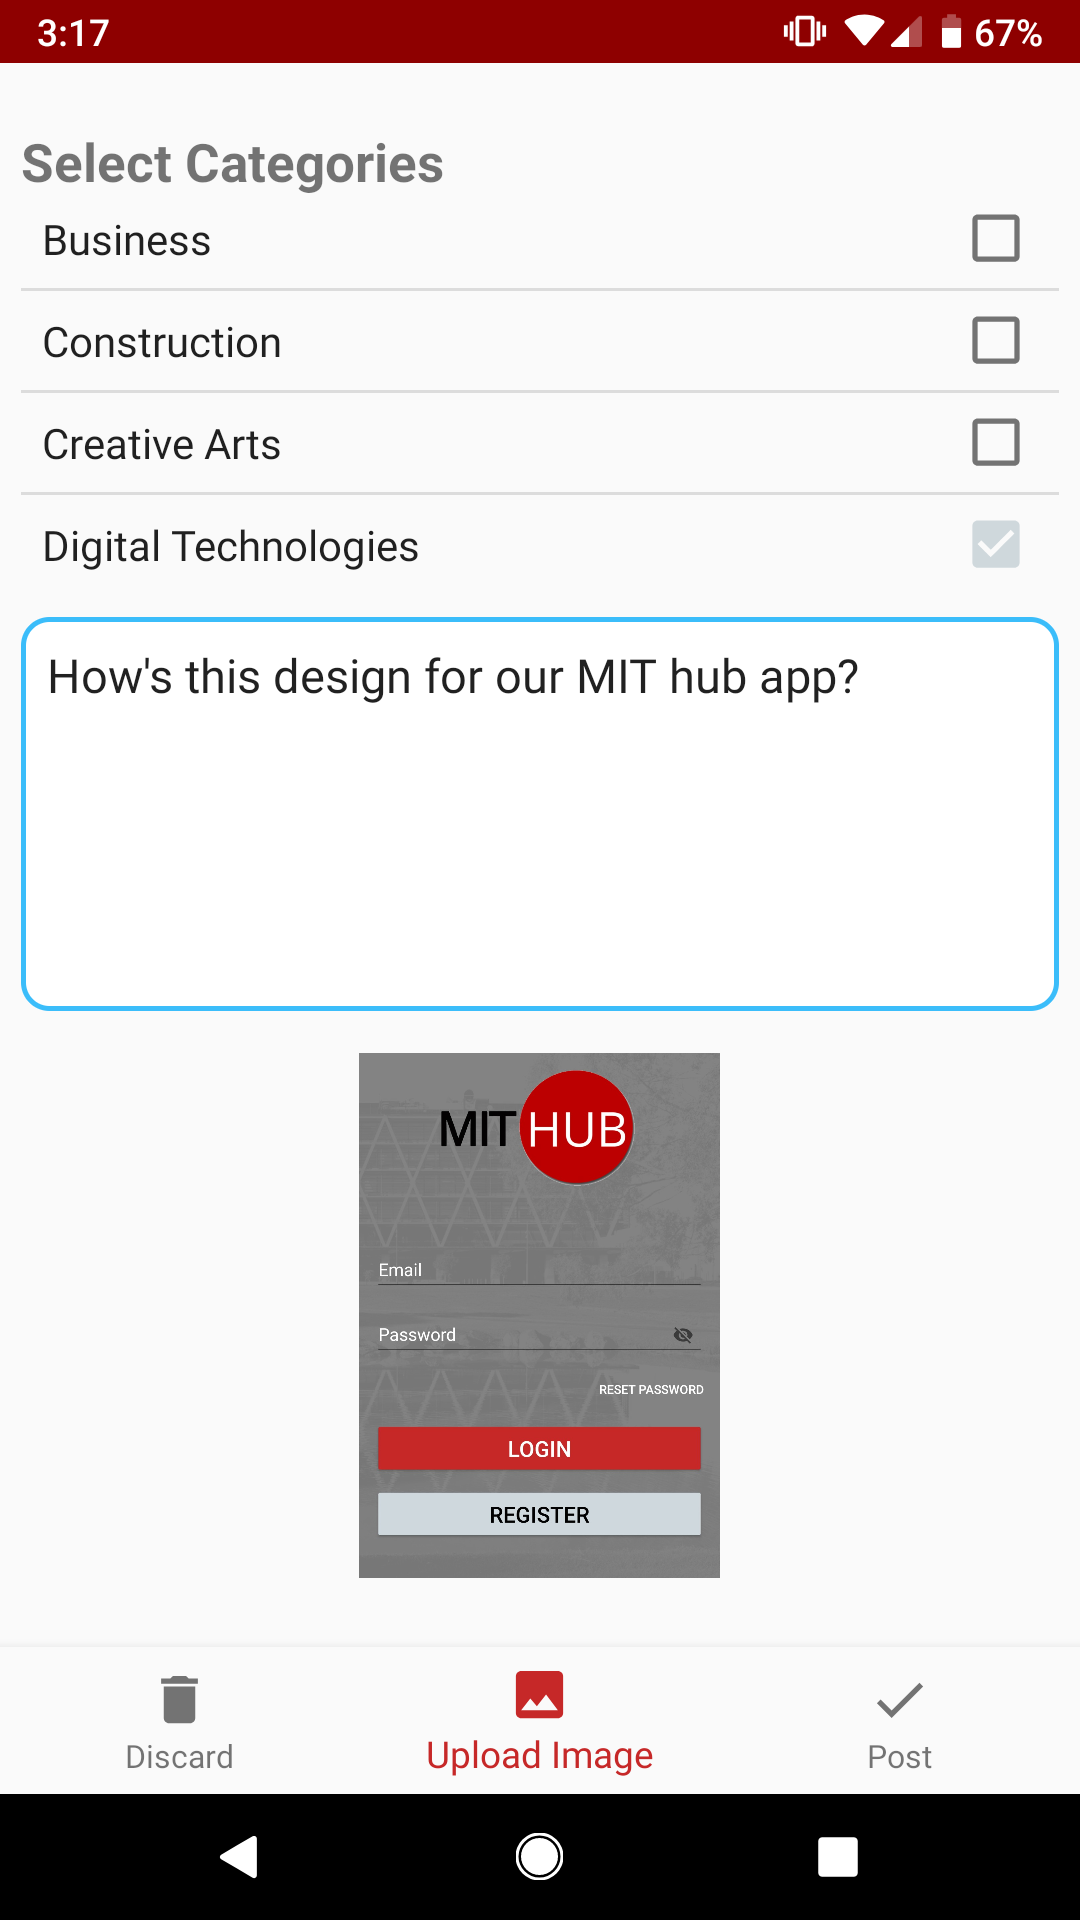 3:17 67%
Select Categories
Business
Construction
Creative Arts
Digital Technologies
How's this design for our MIT hub app?
MIT HUB
Email
Password
RESET PASSWORD
LOGIN
REGISTER
Discard Upload Image Post